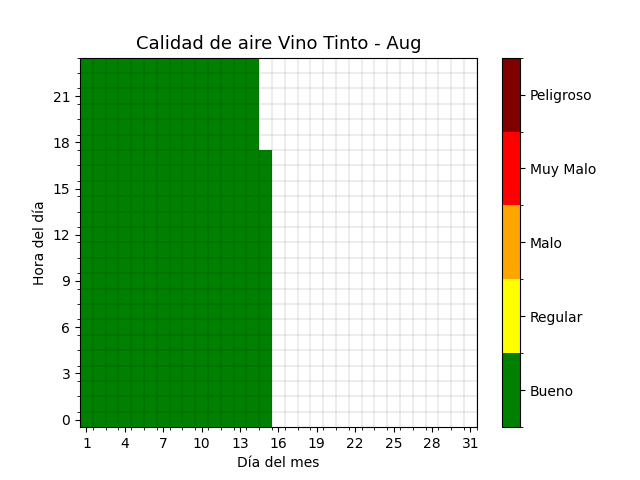 Calidad de aire Vino Tinto - Aug
Hora del día
21
18
15
12
9
6
3
0
1 4 7 10 13 16 19 22 25 28 31
Día del mes
Peligroso
Muy Malo
Malo
Regular
Bueno